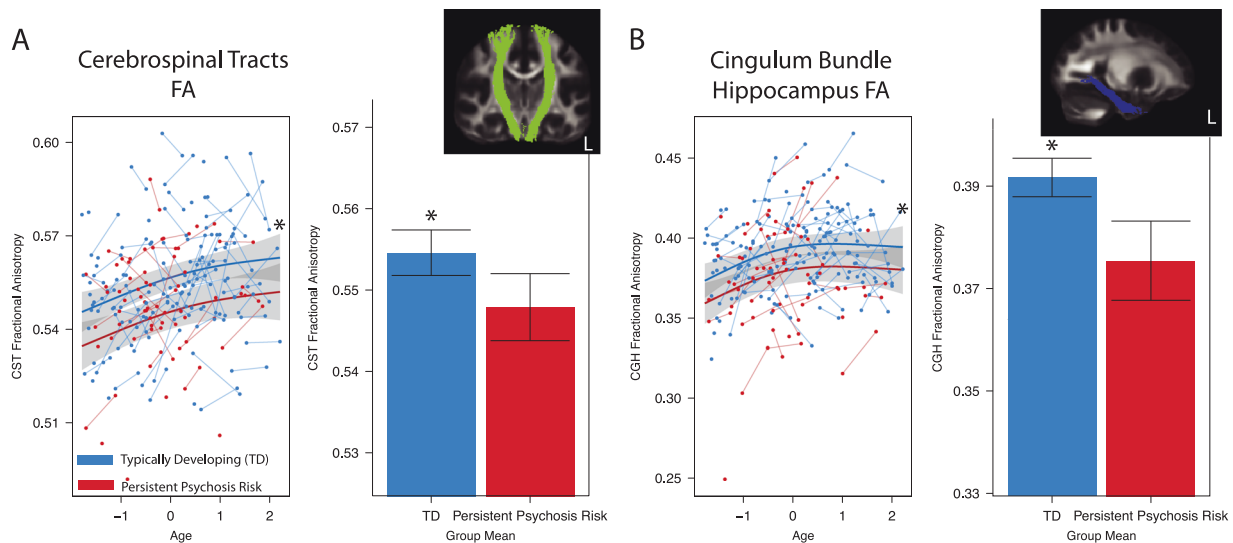 A
Cerebrospinal Tracts
FA
CST Fractional Anisotropy
0.60
0.57
0.54
0.51
*
Typically Developing (TD)
Persistent Psychosis Risk
-1
0
1
2
Age
CST Fractional Anisotropy
0.57
0.56
0.55
0.54
0.53
*
L
TD
Persistent Psychosis Risk
Group Mean
B
Cingulum Bundle
Hippocampus FA
CGH Fractional Anisotropy
0.45
0.40
0.35
0.30
0.25
*
-1
0
1
2
Age
CGH Fractional Anisotropy
0.39
0.37
0.35
0.33
*
L
TD
Persistent Psychosis Risk
Group Mean